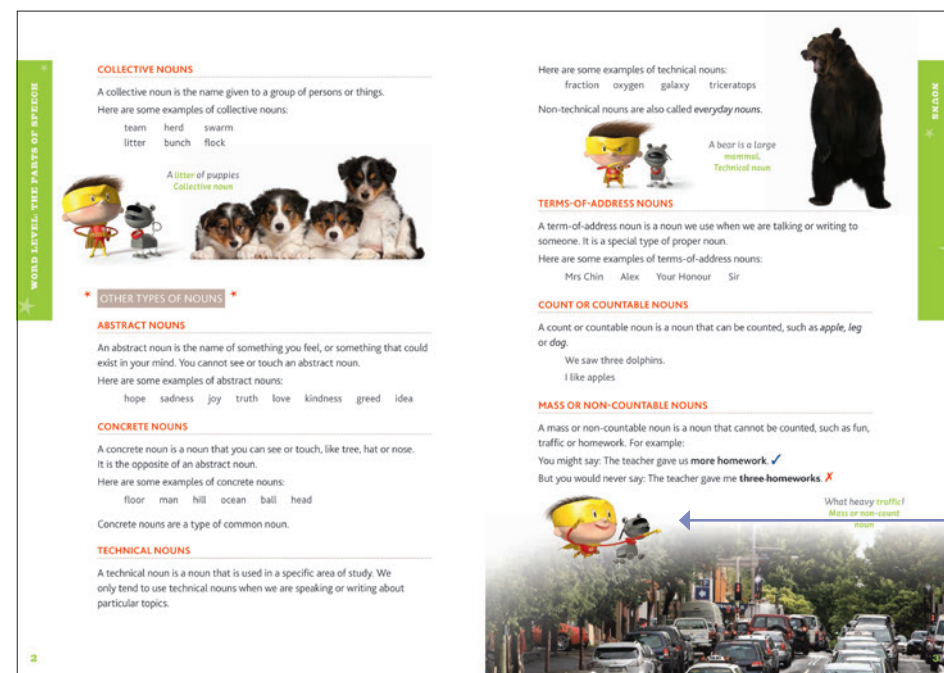 WORD LEVEL: THE PARTS OF SPEECH
COLLECTIVE NOUNS
A collective noun is the name given to a group of persons or things.
Here are some examples of collective nouns:
team herd swarm
litter bunch flock
A litter of puppies
Collective noun
* OTHER TYPES OF NOUNS *
ABSTRACT NOUNS
An abstract noun is the name of something you feel, or something that could
exist in your mind. You cannot see or touch an abstract noun.
Here are some examples of abstract nouns:
hope sadness joy truth love kindness greed idea
CONCRETE NOUNS
A concrete noun is a noun that you can see or touch, like tree, hat or nose.
It is the opposite of an abstract noun.
Here are some examples of concrete nouns:
floor man hill ocean ball head
Concrete nouns are a type of common noun.
TECHNICAL NOUNS
A technical noun is a noun that is used in a specific area of study. We
only tend to use technical nouns when we are speaking or writing about
particular topics.
2
Here are some examples of technical nouns:
fraction oxygen galaxy triceratops
Non-technical nouns are also called everyday nouns.
A bear is a large
mammal.
Technical noun
TERMS-OF-ADDRESS NOUNS
A term-of-address noun is a noun we use when we are talking or writing to
someone. It is a special type of proper noun.
Here are some examples of terms-of-address nouns:
Mrs Chin Alex Your Honour Sir
COUNT OR COUNTABLE NOUNS
A count or countable noun is a noun that can be counted, such as apple, leg
or dog.
We saw three dolphins.
I like apples
MASS OR NON-COUNTABLE NOUNS
A mass or non-countable noun is a noun that cannot be counted, such as fun,
traffic or homework. For example:
You might say: The teacher gave us more homework. ✓
But you would never say: The teacher gave me three homeworks. ✗
What heavy traffic!
Mass or non-count
noun
NOUNS
3